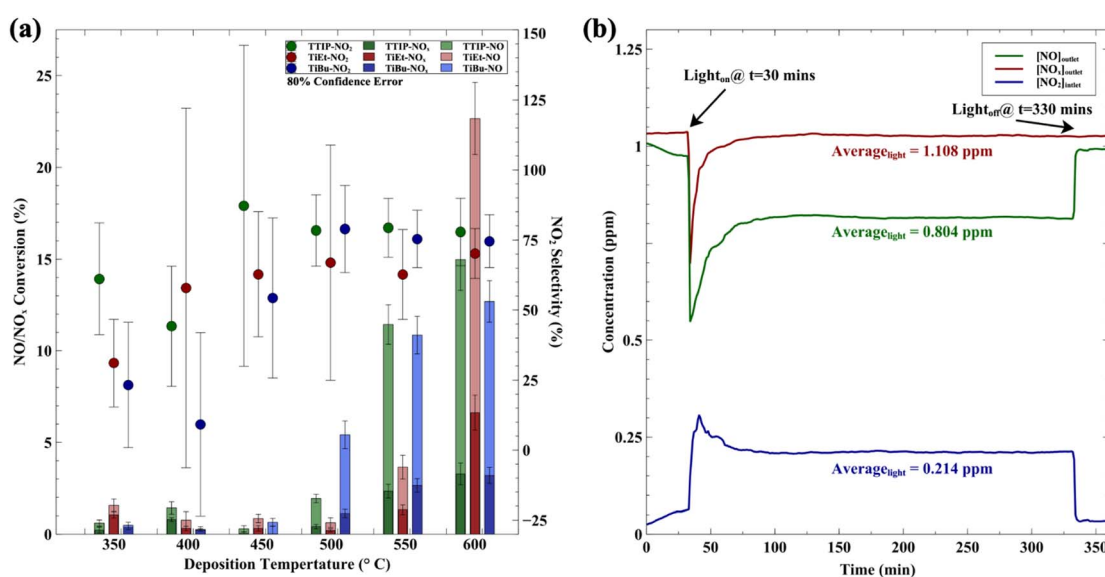 (a)
TTIP-NO₂ TTIP-NOₓ TTIP-NO
TiEt-NO₂ TiEt-NOₓ TiEt-NO
TiBu-NO₂ TiBu-NOₓ TiBu-NO
80% Confidence Error
NO/NOₓ Conversion (%)
25
20
15
10
5
0
350 400 450 500 550 600
Deposition Tempertature (° C)
150
125
100
75
50
25
0
−25
NO₂ Selectivity (%)
(b)
[NO]outlet
[NOₓ]outlet
[NO₂]intlet
Lighton@ t=30 mins
Lightoff@ t=330 mins
Averagelight = 1.108 ppm
Averagelight = 0.804 ppm
Averagelight = 0.214 ppm
Concentration (ppm)
1.25
1
0.75
0.5
0.25
0
0 50 100 150 200 250 300 350
Time (min)